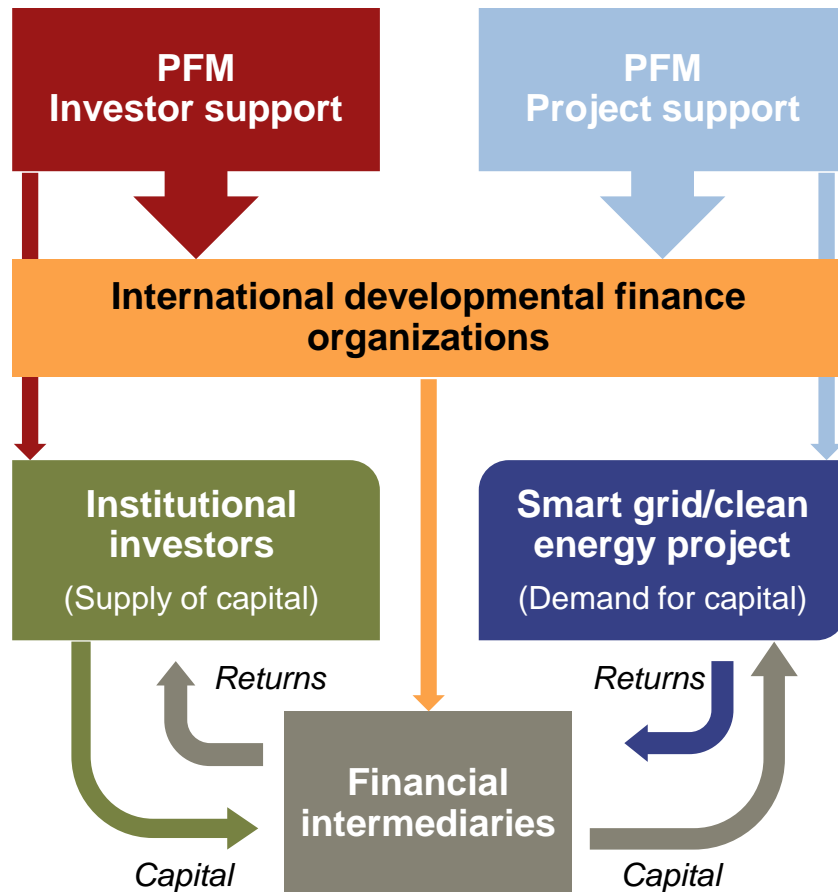 PFM
Investor support
PFM
Project support
International developmental finance
organizations
Institutional
investors
(Supply of capital)
Smart grid/clean
energy project
(Demand for capital)
Returns
Returns
Financial
intermediaries
Capital
Capital